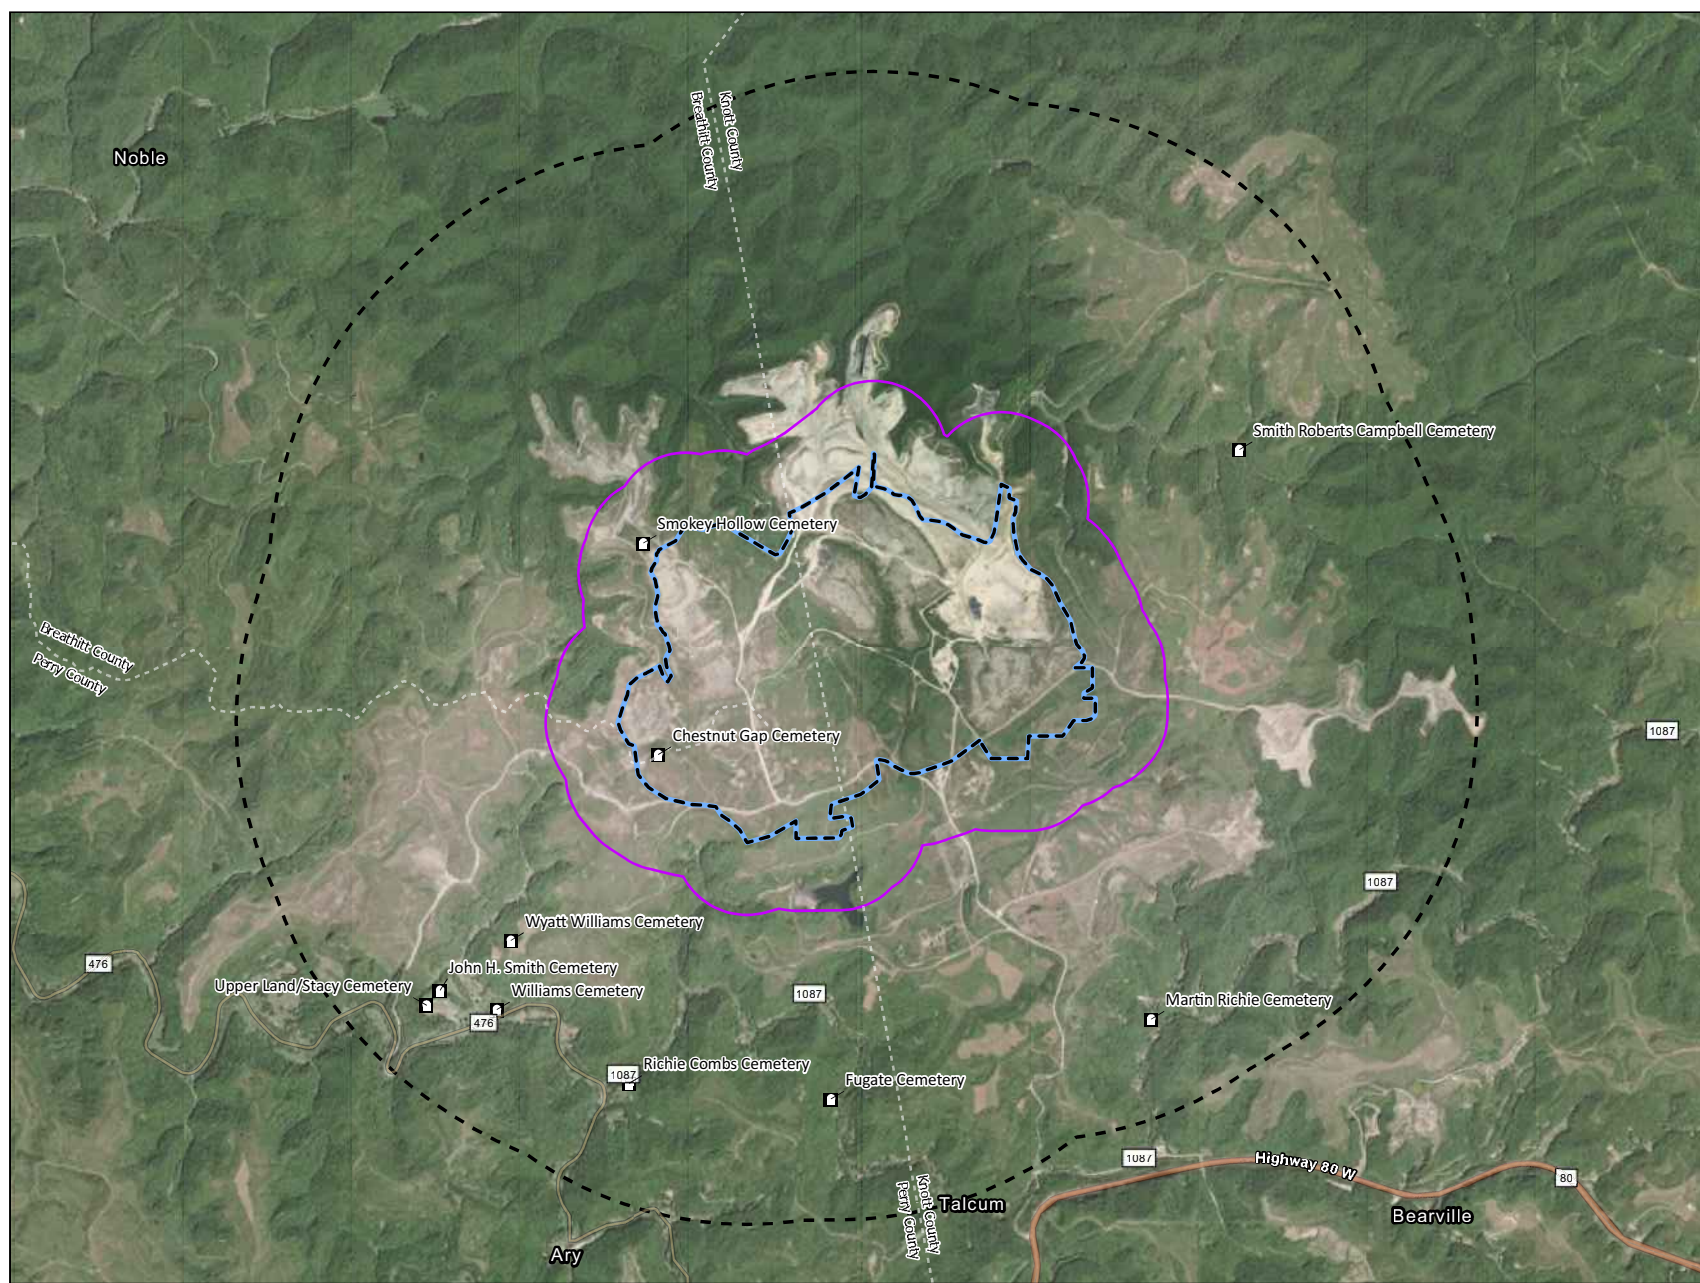 Knott County
Breathitt County
Noble
Smith Roberts Campbell Cemetery
Smokey Hollow Cemetery
Breathitt County
Perry County
Chestnut Gap Cemetery
1087
1087
Wyatt Williams Cemetery
476
John H. Smith Cemetery
Upper Land/Stacy Cemetery
Williams Cemetery
1087
Martin Richie Cemetery
476
Richie Combs Cemetery
1087
Fugate Cemetery
1087
Highway 80 W
80
Knott County
Perry County
Talcum
Bearville
Ary